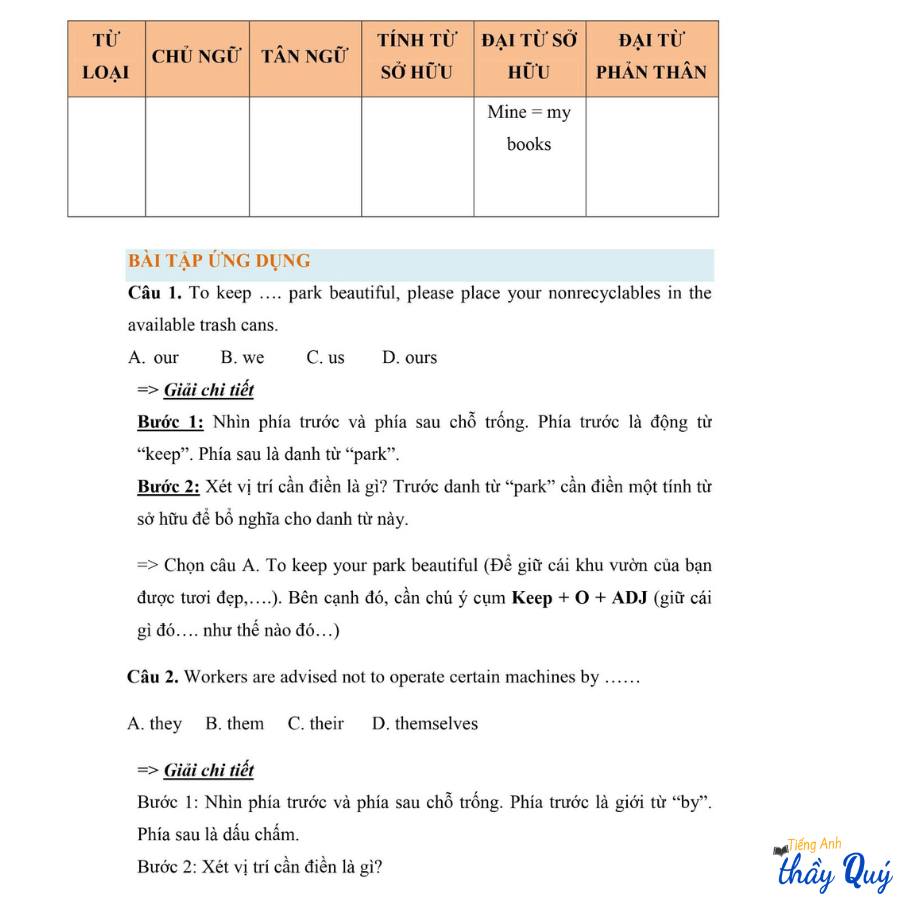 TỪ LOẠI CHỦ NGỮ TÂN NGỮ TÍNH TỪ SỞ HỮU ĐẠI TỪ SỞ HỮU ĐẠI TỪ PHẢN THÂN
Mine = my
books
BÀI TẬP ỨNG DỤNG
Câu 1. To keep …. park beautiful, please place your nonrecyclables in the
available trash cans.
A. our B. we C. us D. ours
=> Giải chi tiết
Bước 1: Nhìn phía trước và phía sau chỗ trống. Phía trước là động từ
“keep”. Phía sau là danh từ “park”.
Bước 2: Xét vị trí cần điền là gì? Trước danh từ “park” cần điền một tính từ
sở hữu để bổ nghĩa cho danh từ này.
=> Chọn câu A. To keep your park beautiful (Để giữ cái khu vườn của bạn
được tươi đẹp,….). Bên cạnh đó, cần chú ý cụm Keep + O + ADJ (giữ cái
gì đó…. như thế nào đó…)
Câu 2. Workers are advised not to operate certain machines by ……
A. they B. them C. their D. themselves
=> Giải chi tiết
Bước 1: Nhìn phía trước và phía sau chỗ trống. Phía trước là giới từ “by”.
Phía sau là dấu chấm.
Bước 2: Xét vị trí cần điền là gì?
Tiếng Anh
thầy Quý